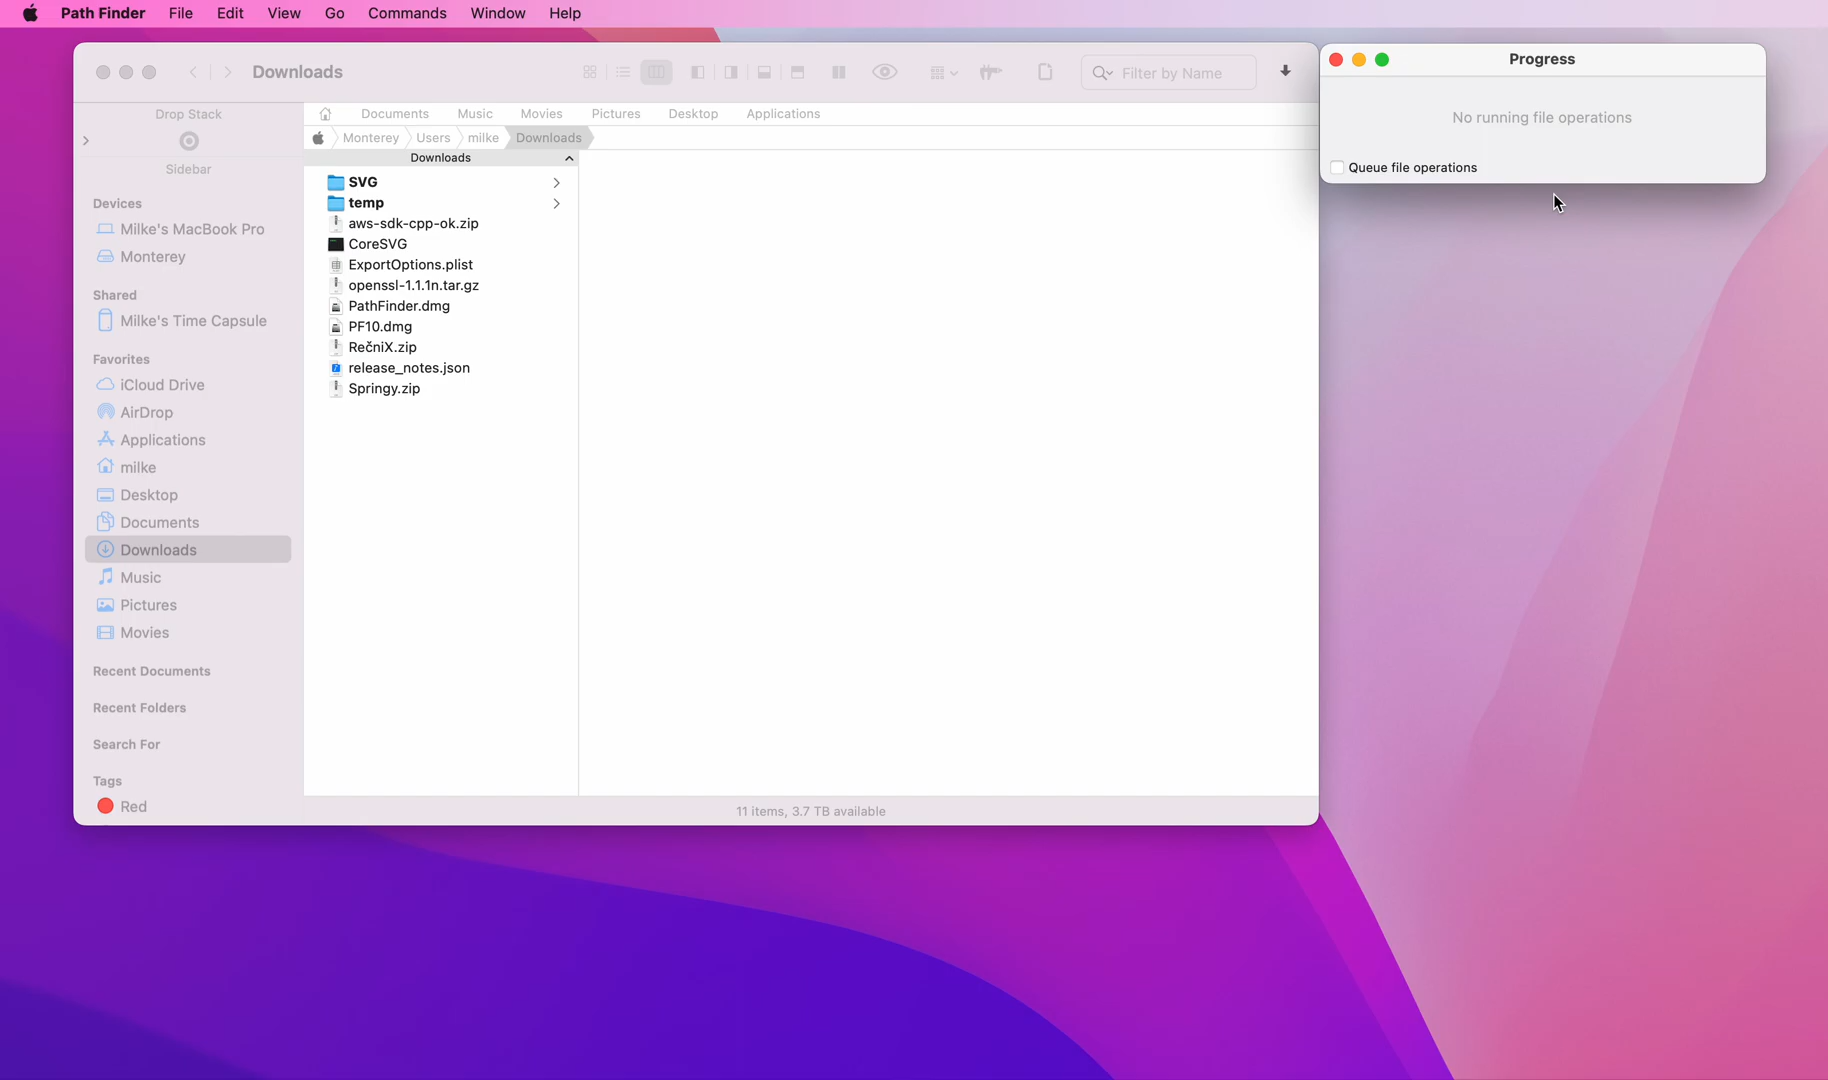 Path Finder File Edit View Go Commands Window Help
Downloads
Filter by Name
Drop Stack
Sidebar
Devices
Milke's MacBook Pro
Monterey
Shared
Milke's Time Capsule
Favorites
iCloud Drive
AirDrop
Applications
milke
Desktop
Documents
Downloads
Music
Pictures
Movies
Recent Documents
Recent Folders
Search For
Tags
Red
Documents Music Movies Pictures Desktop Applications
Monterey Users milke Downloads
Downloads
SVG
temp
aws-sdk-cpp-ok.zip
CoreSVG
ExportOptions.plist
openssl-1.1.1n.tar.gz
PathFinder.dmg
PF10.dmg
RečniX.zip
release_notes.json
Springy.zip
11 items, 3.7 TB available
Progress
No running file operations
Queue file operations